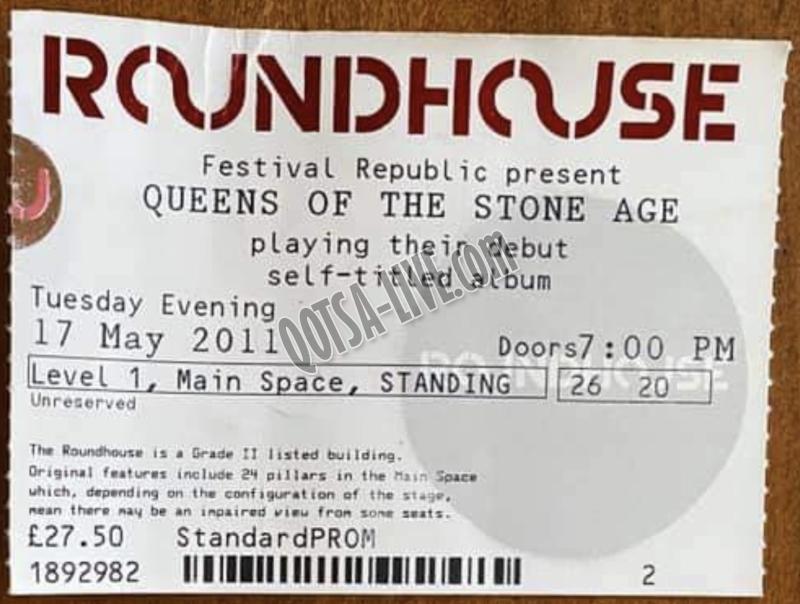 ROUNDHOUSE
Festival Republic present
QUEENS OF THE STONE AGE
playing their debut
self-titled album
QOTSA-LIVE.com
Tuesday Evening
17 May 2011
Doors7:00 PM
ROUNDHOUSE
Level 1, Main Space, STANDING
26 20
Unreserved
The Roundhouse is a Grade II listed building.
Original features include 24 pillars in the Main Space
which, depending on the configuration of the stage,
mean there may be an impaired view from some seats.
£27.50 StandardPROM
1892982
2